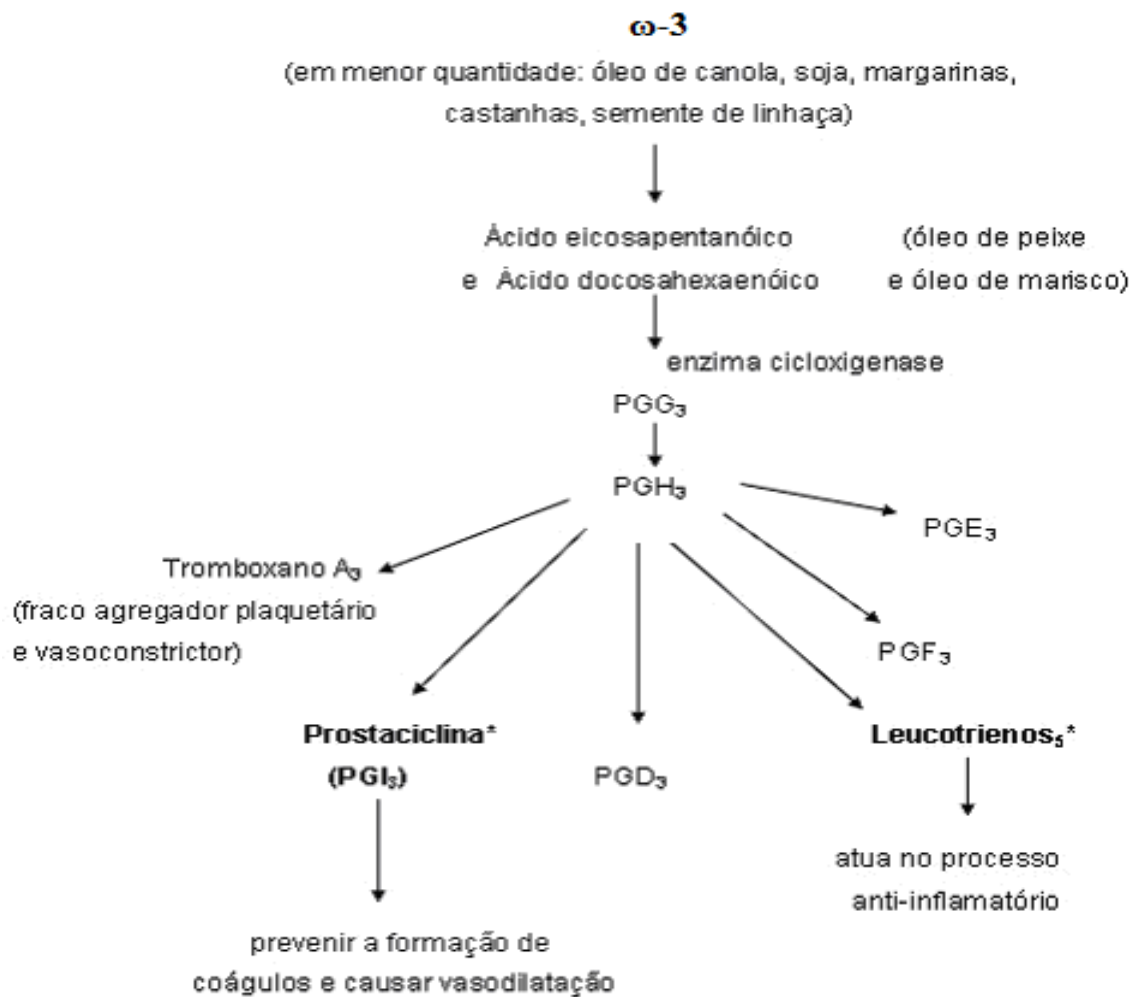 ω-3
(em menor quantidade: óleo de canola, soja, margarinas,
castanhas, semente de linhaça)
Ácido eicosapentanóico (óleo de peixe
e Ácido docosahexaenóico e óleo de marisco)
enzima cicloxigenase
PGG₃
PGH₃
PGE₃
Tromboxano A₃
(fraco agregador plaquetário
e vasoconstrictor)
PGF₃
Prostaciclina*
(PGI₃)
PGD₃
Leucotrienos₅*
atua no processo
anti-inflamatório
prevenir a formação de
coágulos e causar vasodilatação